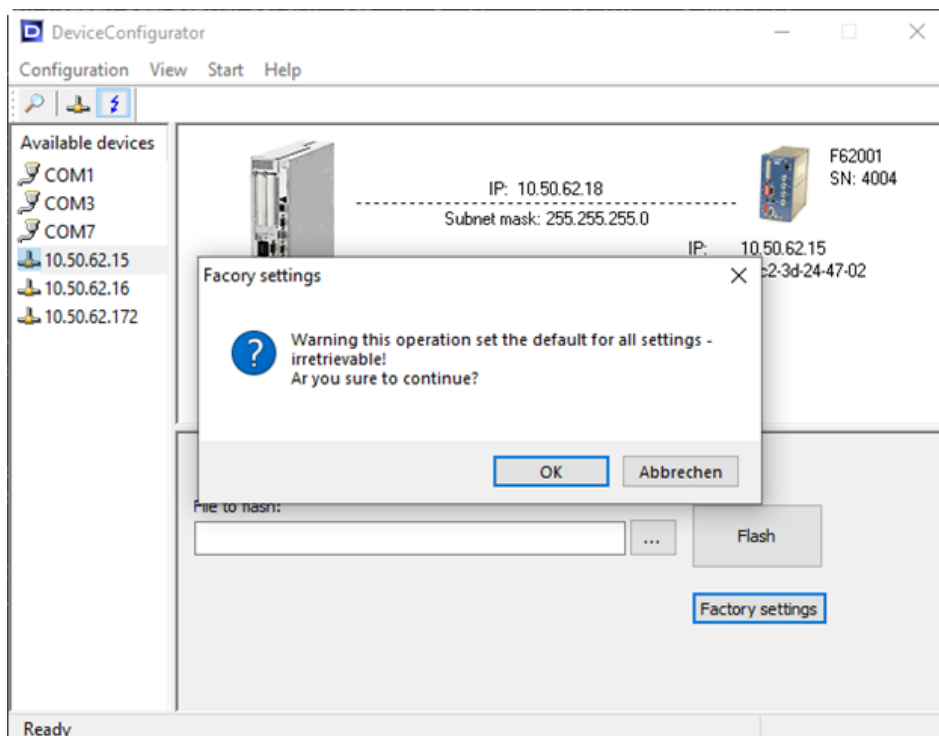 DeviceConfigurator
Configuration View Start Help
Available devices
COM1
COM3
COM7
10.50.62.15
10.50.62.16
10.50.62.172
IP: 10.50.62.18
Subnet mask: 255.255.255.0
F62001
SN: 4004
IP: 10.50.62.15
c2-3d-24-47-02
Facory settings
Warning this operation set the default for all settings -
irretrievable!
Ar you sure to continue?
OK Abbrechen
File to flash:
...
Flash
Factory settings
Ready